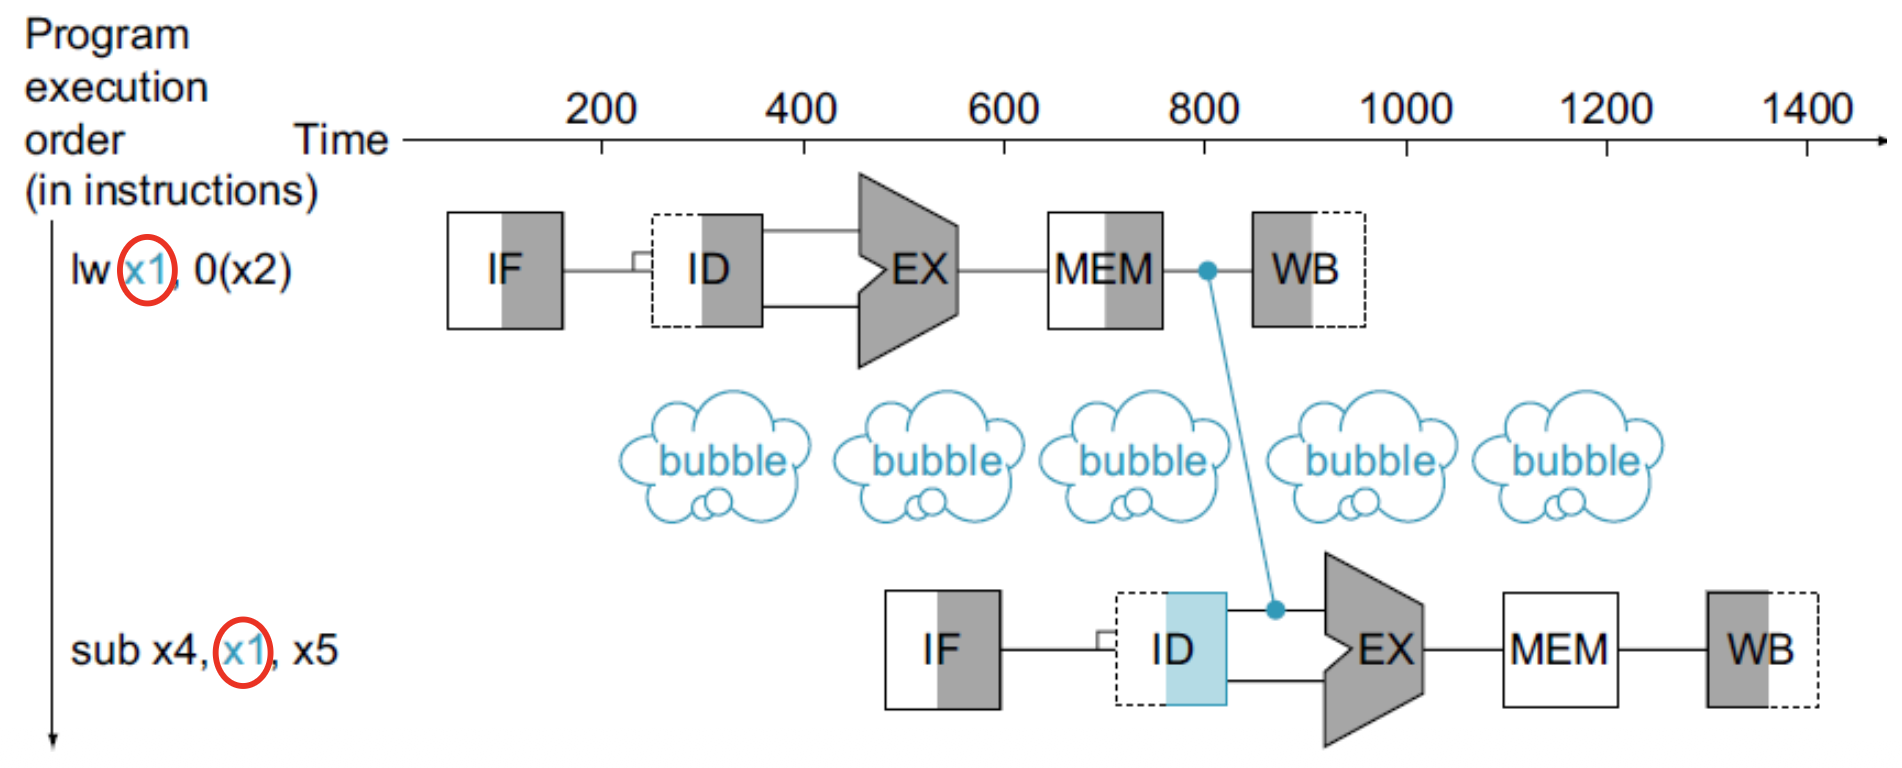 Program
execution
order
(in instructions)
Time
200 400 600 800 1000 1200 1400
lw x1, 0(x2)
IF ID EX MEM WB
bubble bubble bubble bubble bubble
sub x4, x1, x5
IF ID EX MEM WB